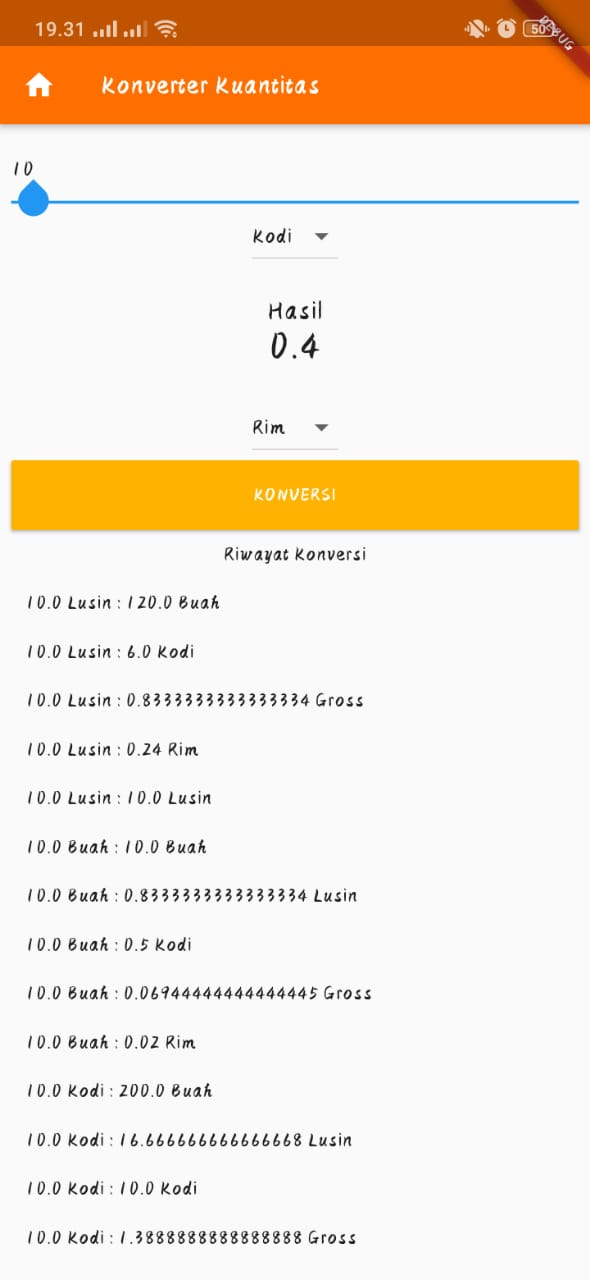 19.31
50
DEBUG
Konverter Kuantitas
10
Kodi
Hasil
0.4
Rim
KONVERSI
Riwayat Konversi
10.0 Lusin : 120.0 Buah
10.0 Lusin : 6.0 Kodi
10.0 Lusin : 0.8333333333333334 Gross
10.0 Lusin : 0.24 Rim
10.0 Lusin : 10.0 Lusin
10.0 Buah : 10.0 Buah
10.0 Buah : 0.8333333333333334 Lusin
10.0 Buah : 0.5 Kodi
10.0 Buah : 0.06944444444444445 Gross
10.0 Buah : 0.02 Rim
10.0 Kodi : 200.0 Buah
10.0 Kodi : 16.666666666666668 Lusin
10.0 Kodi : 10.0 Kodi
10.0 Kodi : 1.3888888888888888 Gross